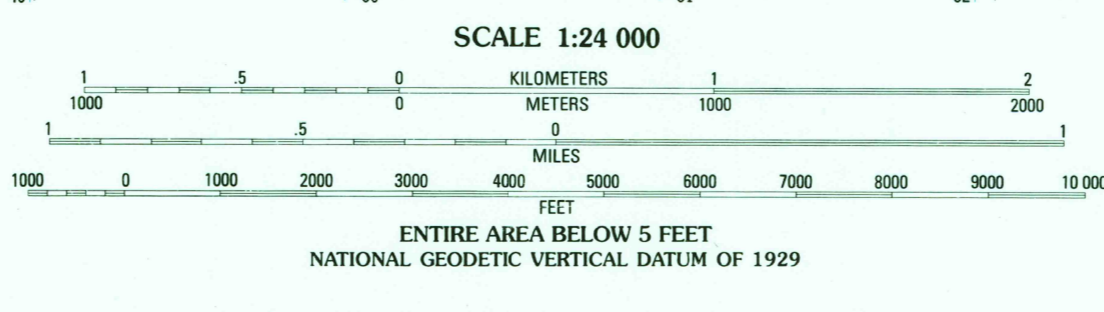 SCALE 1:24 000
1 .5 0 KILOMETERS 1 2
1000 0 METERS 1000 2000
1 .5 0 1
MILES
1000 0 1000 2000 3000 4000 5000 6000 7000 8000 9000 10 000
FEET
ENTIRE AREA BELOW 5 FEET
NATIONAL GEODETIC VERTICAL DATUM OF 1929